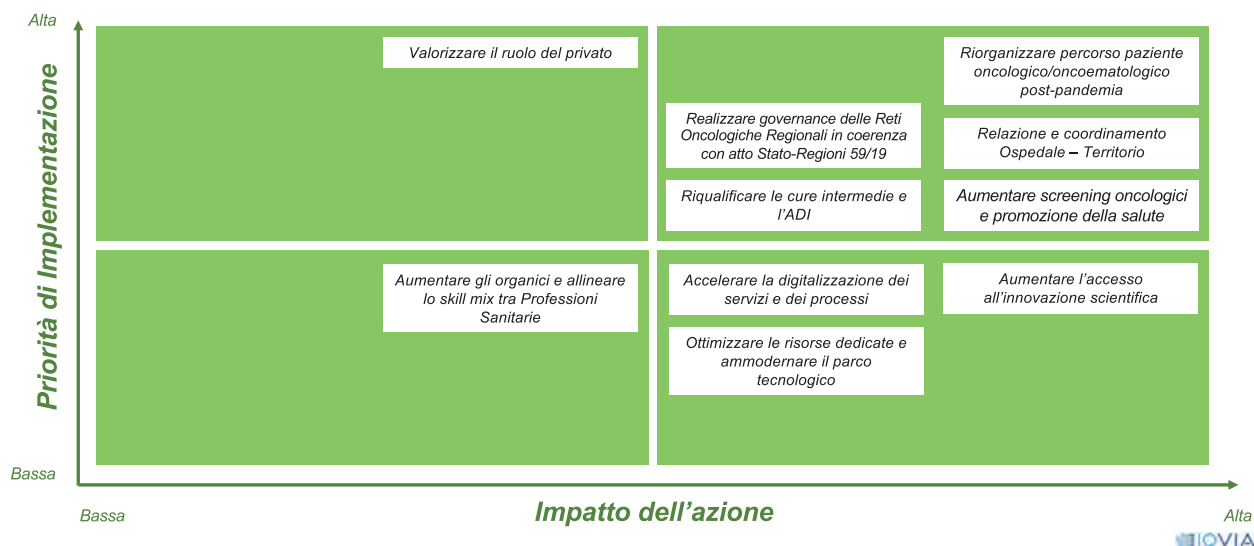 Alta
Priorità di Implementazione
Bassa
Valorizzare il ruolo del privato
Realizzare governance delle Reti
Oncologiche Regionali in coerenza
con atto Stato-Regioni 59/19
Riqualificare le cure intermedie e
l’ADI
Riorganizzare percorso paziente
oncologico/oncoematologico
post-pandemia
Relazione e coordinamento
Ospedale – Territorio
Aumentare screening oncologici
e promozione della salute
Aumentare gli organici e allineare
lo skill mix tra Professioni
Sanitarie
Accelerare la digitalizzazione dei
servizi e dei processi
Ottimizzare le risorse dedicate e
ammodernare il parco
tecnologico
Aumentare l’accesso
all’innovazione scientifica
Bassa
Impatto dell’azione
Alta
IQVIA